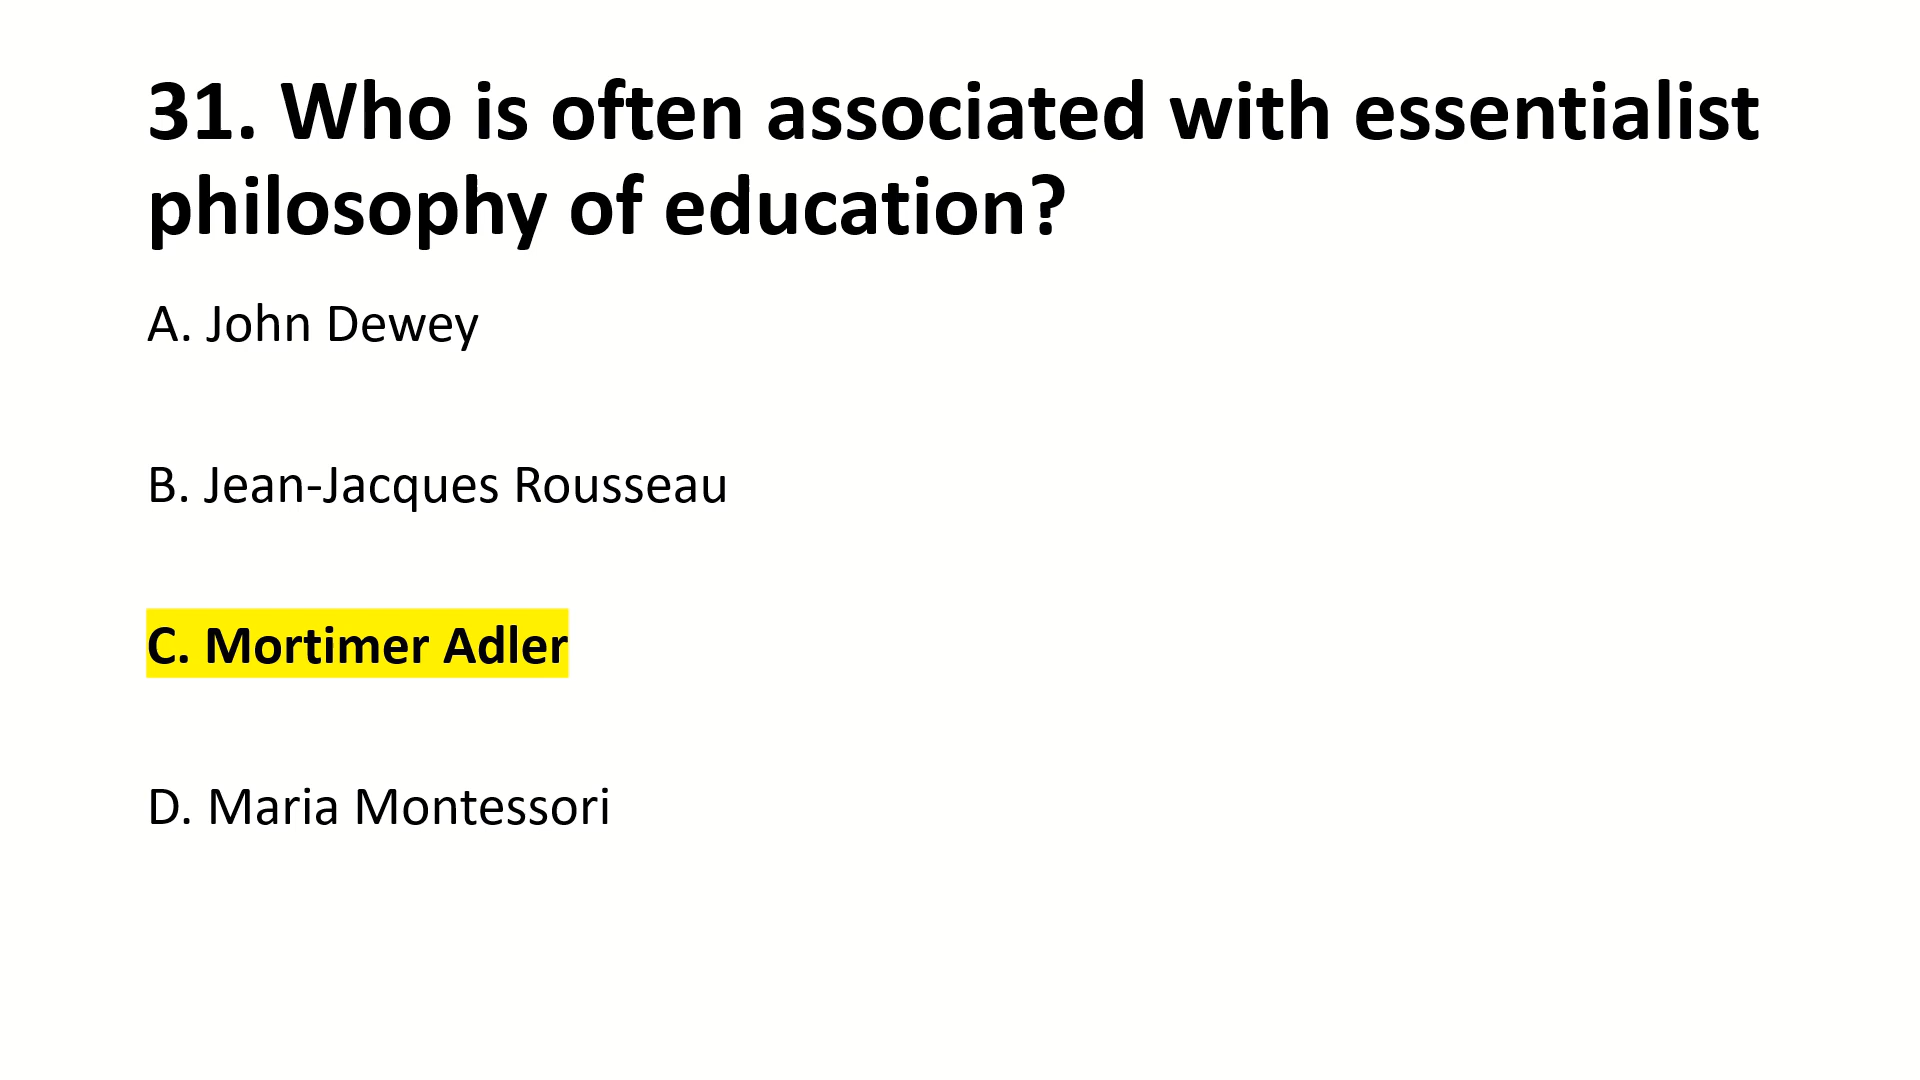 31. Who is often associated with essentialist
philosophy of education?
A. John Dewey
B. Jean-Jacques Rousseau
C. Mortimer Adler
D. Maria Montessori